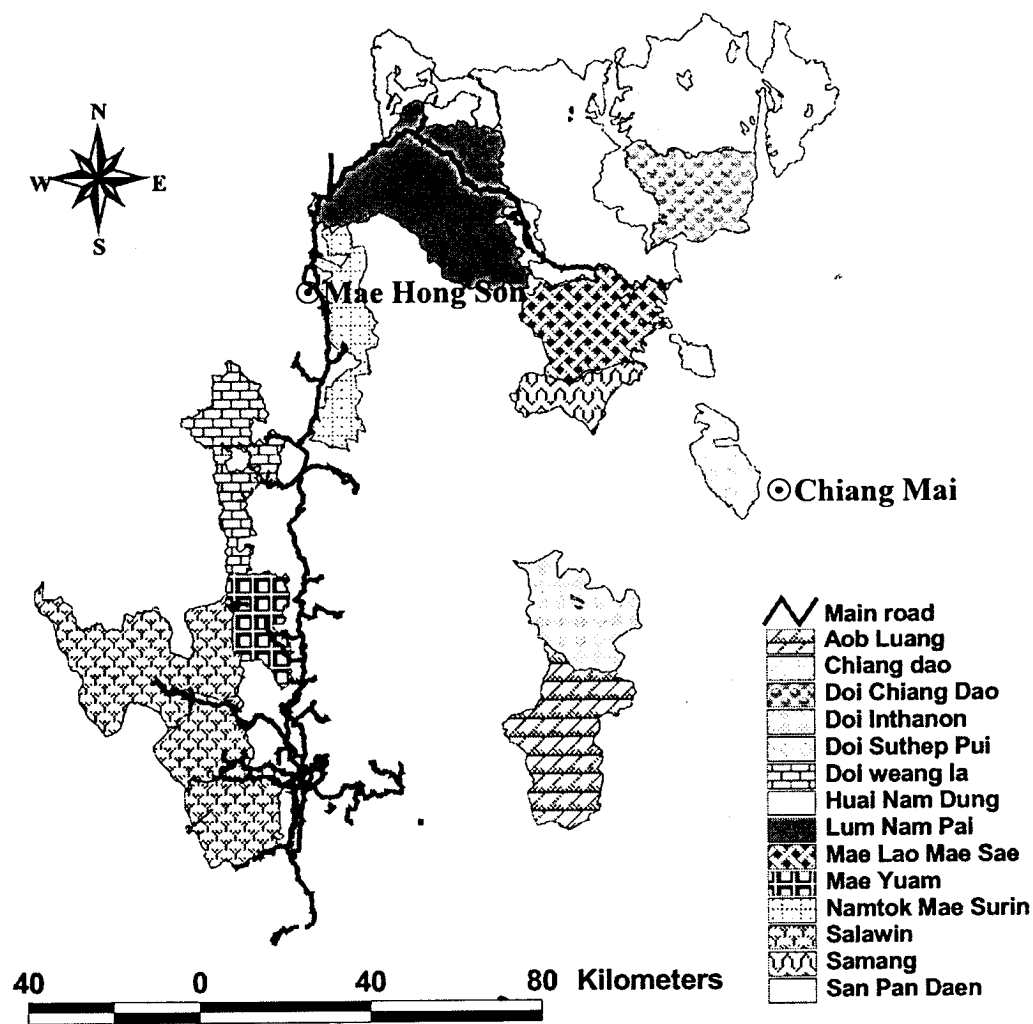 N
W E
S
Mae Hong Son
Chiang Mai
Main road
Aob Luang
Chiang dao
Doi Chiang Dao
Doi Inthanon
Doi Suthep Pui
Doi weang la
Huai Nam Dung
Lum Nam Pai
Mae Lao Mae Sae
Mae Yuam
Namtok Mae Surin
Salawin
Samang
San Pan Daen
40 0 40 80 Kilometers